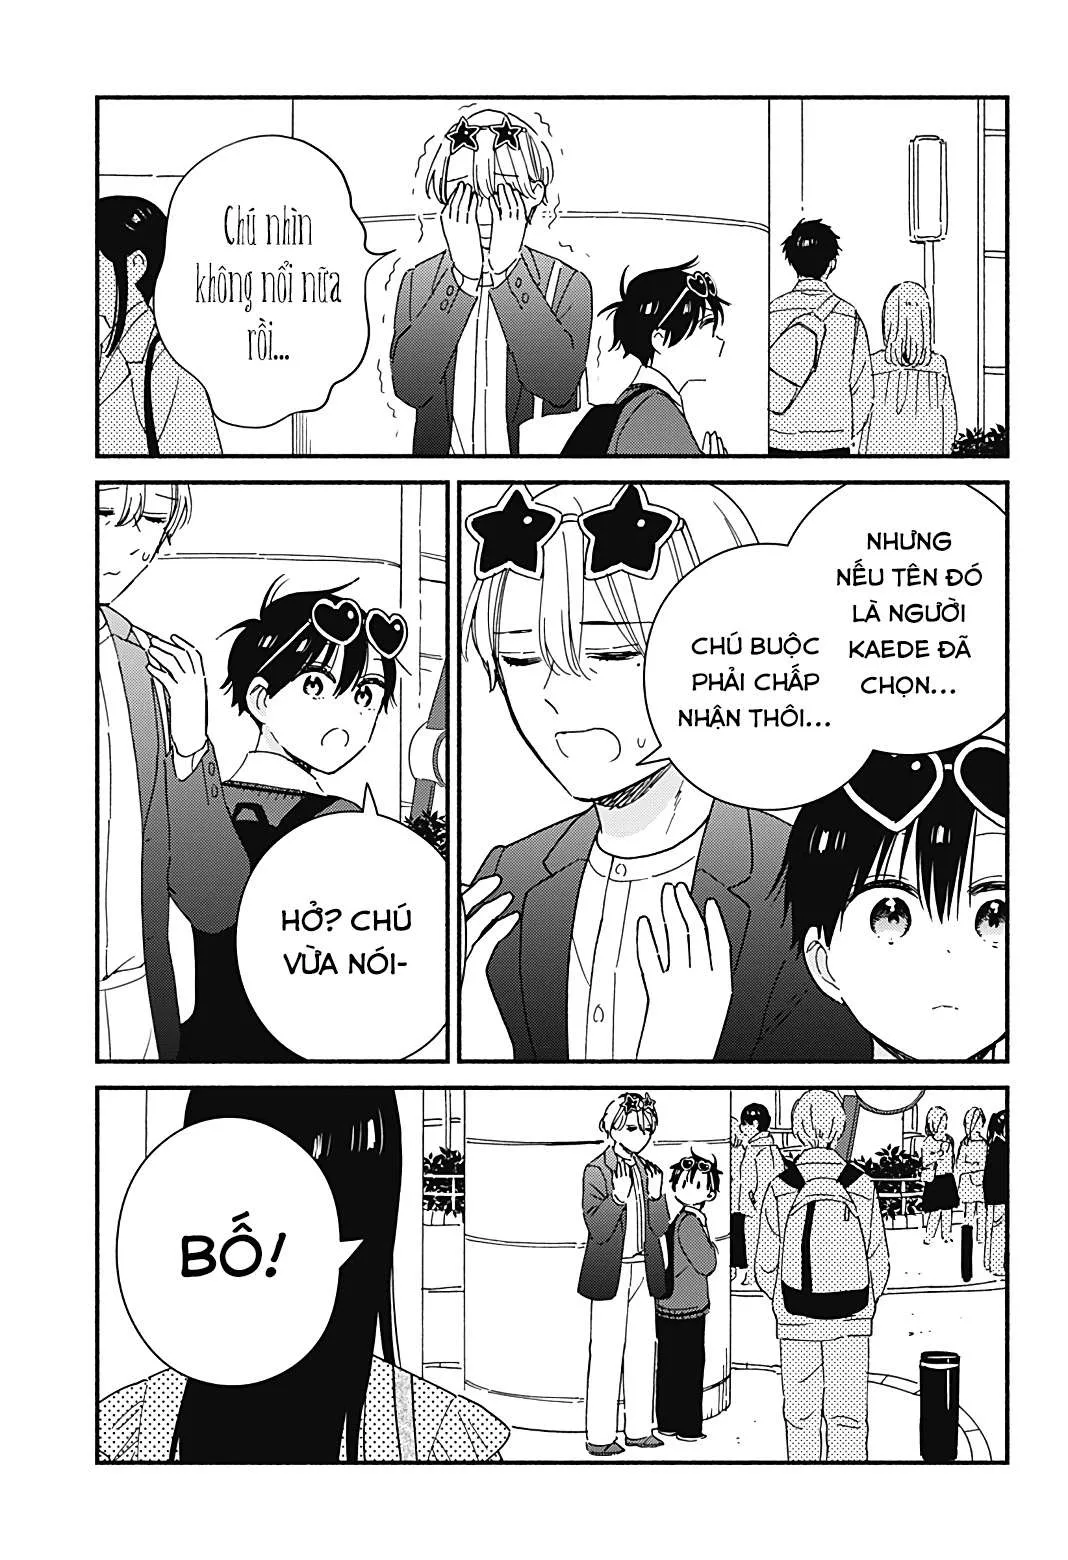 Chú nhìn
không nổi nữa
rồi...
NHƯNG
NẾU TÊN ĐÓ
LÀ NGƯỜI
KAEDE ĐÃ
CHỌN...
CHÚ BUỘC
PHẢI CHẤP
NHẬN THÔI...
HỞ? CHÚ
VỪA NÓI-
BỐ!